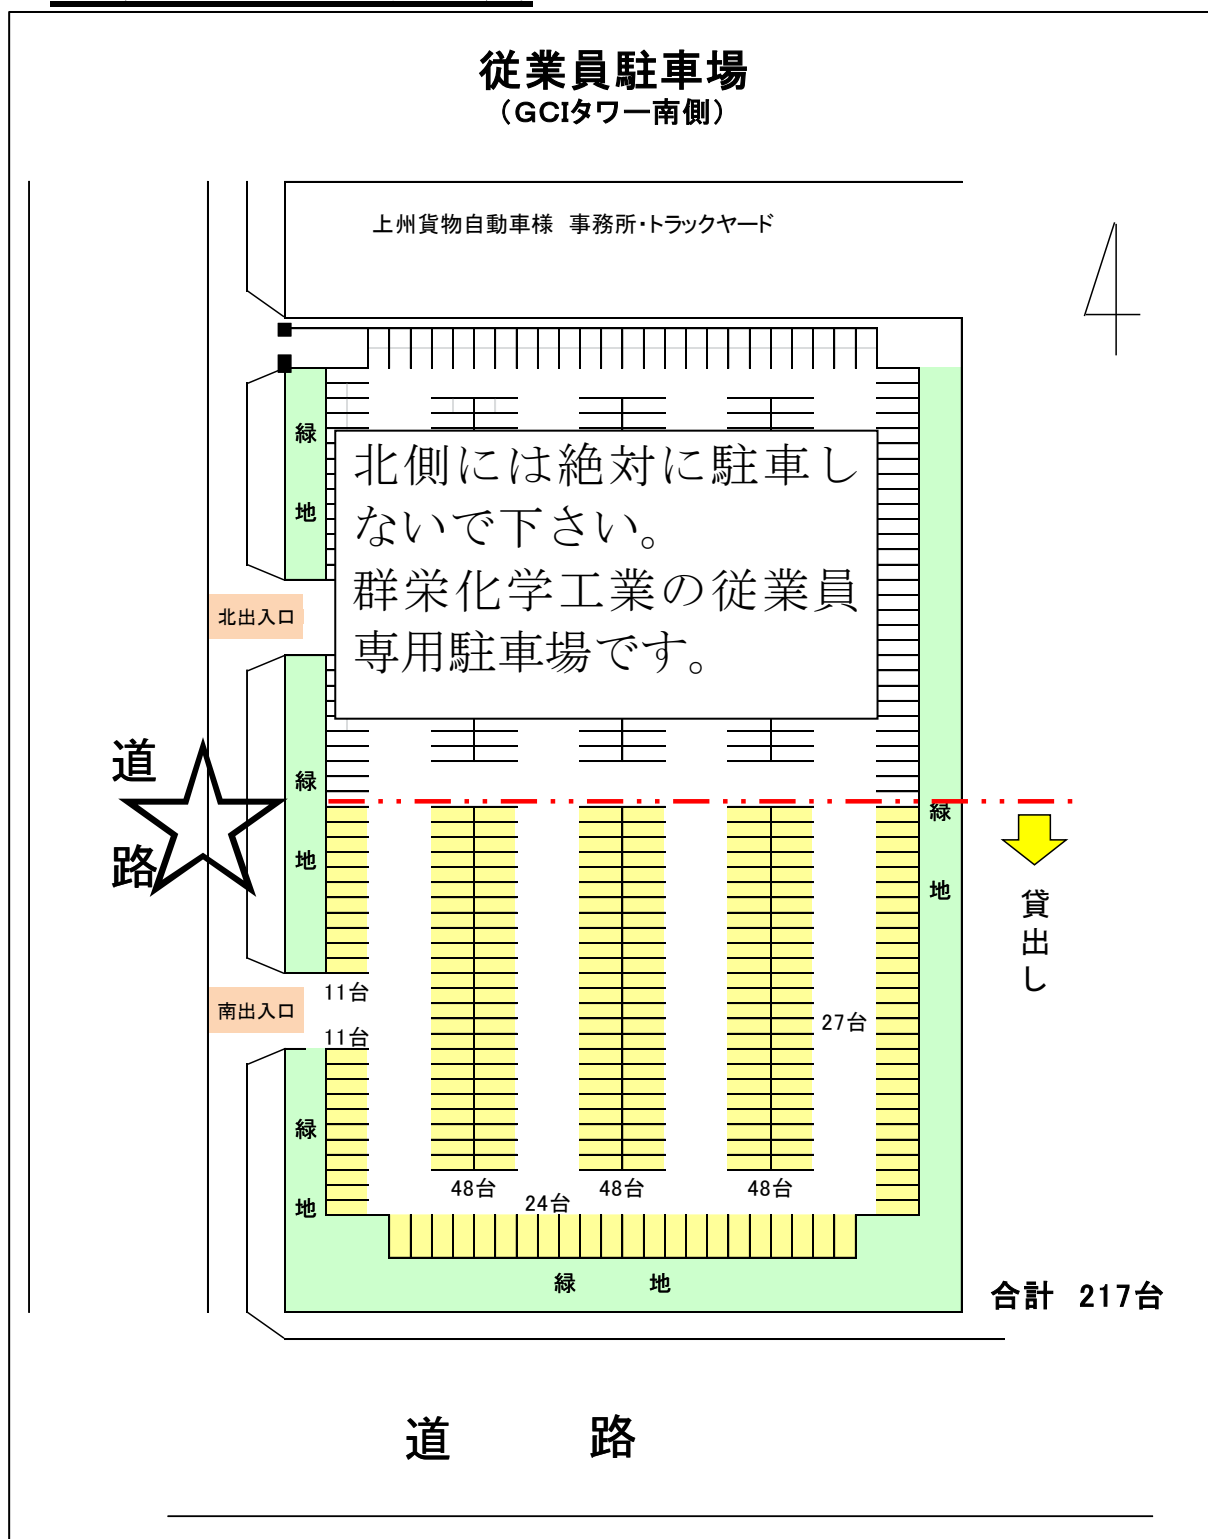 従業員駐車場
（GCIタワー南側）
上州貨物自動車様 事務所・トラックヤード
緑地
北側には絶対に駐車し
ないで下さい。
群栄化学工業の従業員
専用駐車場です。
北出入口
道路
緑地
緑地
貸出し
11台
南出入口
11台
27台
緑地
48台
24台
48台
48台
緑 地
合計 217台
道 路